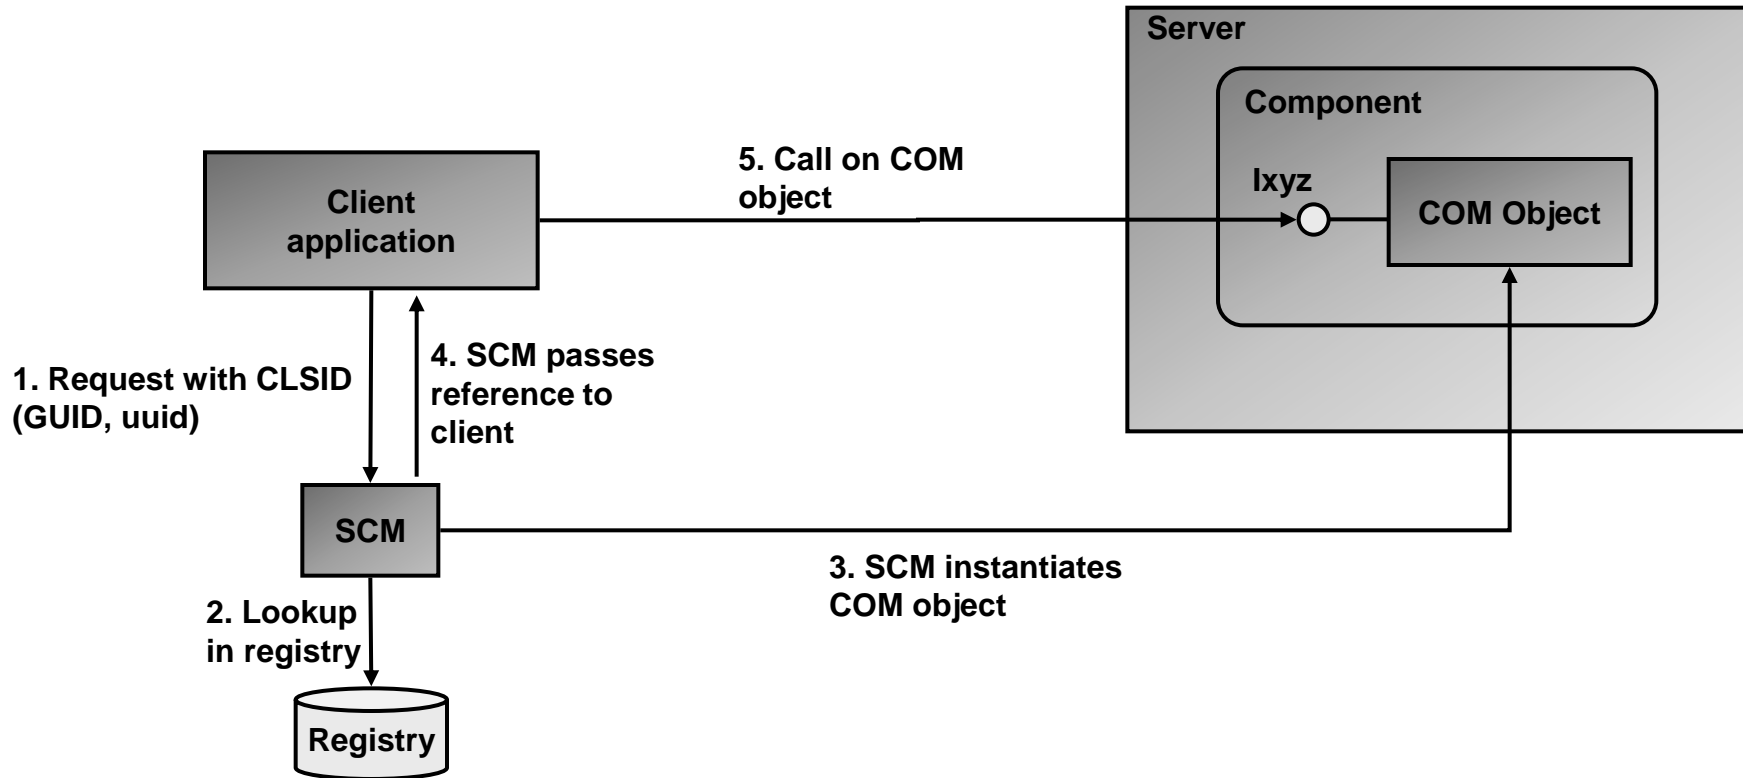 Server
Component
Ixyz
COM Object
5. Call on COM
object
Client
application
1. Request with CLSID
(GUID, uuid)
4. SCM passes
reference to
client
SCM
3. SCM instantiates
COM object
2. Lookup
in registry
Registry